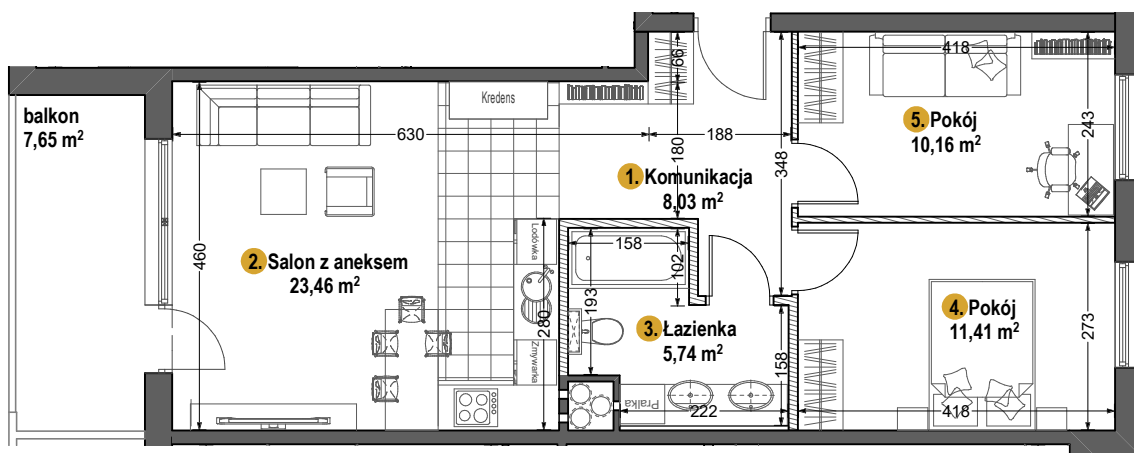 balkon
7,65 m²
Kredens
66
418
630
188
180
348
243
5. Pokój
10,16 m²
1. Komunikacja
8,03 m²
460
2. Salon z aneksem
23,46 m²
Lodówka
158
102
193
280
3. Łazienka
5,74 m²
Zmywarka
158
Pralka
222
4. Pokój
11,41 m²
273
418